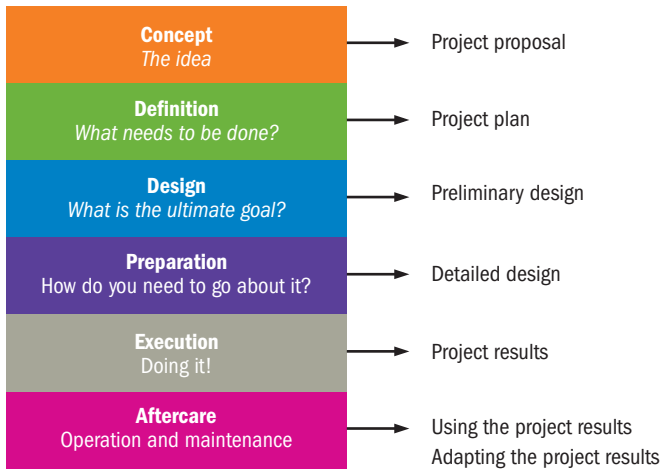 Concept
The idea
Project proposal
Definition
What needs to be done?
Project plan
Design
What is the ultimate goal?
Preliminary design
Preparation
How do you need to go about it?
Detailed design
Execution
Doing it!
Project results
Aftercare
Operation and maintenance
Using the project results
Adapting the project results